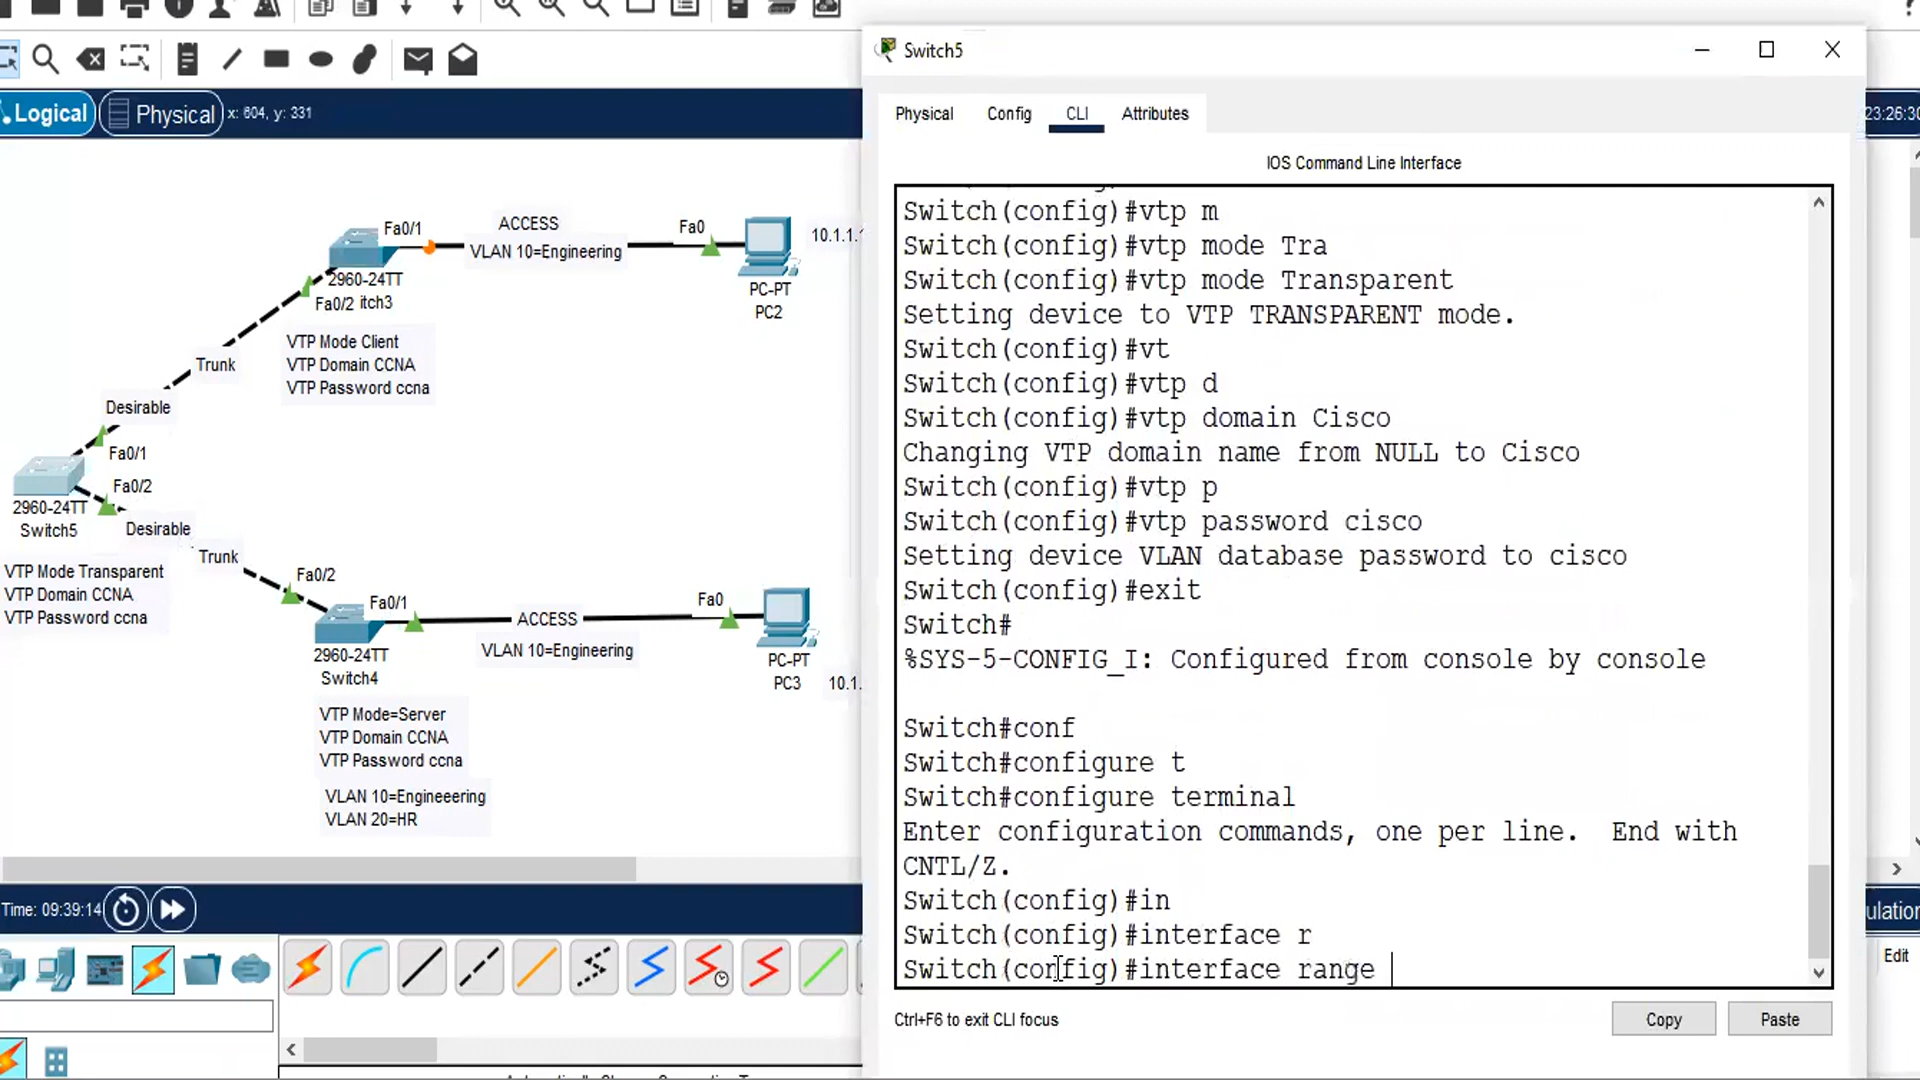 Logical
Physical
x: 604, y: 331
Fa0/1
ACCESS
VLAN 10=Engineering
Fa0
10.1.1.
2960-24TT
Fa0/2 itch3
PC-PT
PC2
VTP Mode Client
VTP Domain CCNA
VTP Password ccna
Trunk
Desirable
Fa0/1
Fa0/2
2960-24TT
Switch5
Desirable
Trunk
VTP Mode Transparent
VTP Domain CCNA
VTP Password ccna
Fa0/2
Fa0/1
ACCESS
VLAN 10=Engineering
Fa0
2960-24TT
Switch4
PC-PT
PC3
10.1.
VTP Mode=Server
VTP Domain CCNA
VTP Password ccna
VLAN 10=Engineeering
VLAN 20=HR
Time: 09:39:14
Switch5
Physical
Config
CLI
Attributes
IOS Command Line Interface
Switch(config)#vtp m
Switch(config)#vtp mode Tra
Switch(config)#vtp mode Transparent
Setting device to VTP TRANSPARENT mode.
Switch(config)#vt
Switch(config)#vtp d
Switch(config)#vtp domain Cisco
Changing VTP domain name from NULL to Cisco
Switch(config)#vtp p
Switch(config)#vtp password cisco
Setting device VLAN database password to cisco
Switch(config)#exit
Switch#
%SYS-5-CONFIG_I: Configured from console by console
Switch#conf
Switch#configure t
Switch#configure terminal
Enter configuration commands, one per line.  End with
CNTL/Z.
Switch(config)#in
Switch(config)#interface r
Switch(config)#interface range
Ctrl+F6 to exit CLI focus
Copy
Paste
23:26:30
ulation
Edit